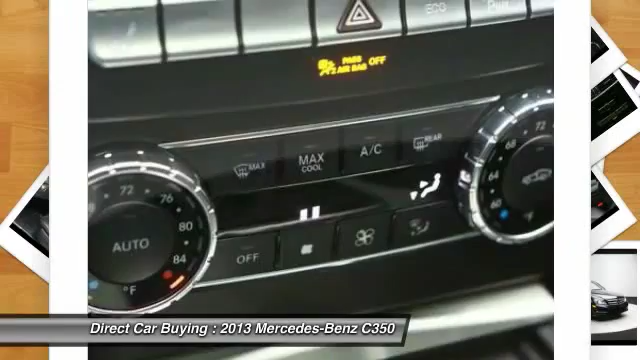 ECO
PASS
AIR BAG OFF
MAX
MAX
COOL
A/C
REAR
72
76
80
84
°F
AUTO
OFF
72
68
64
60
Direct Car Buying : 2013 Mercedes-Benz C350